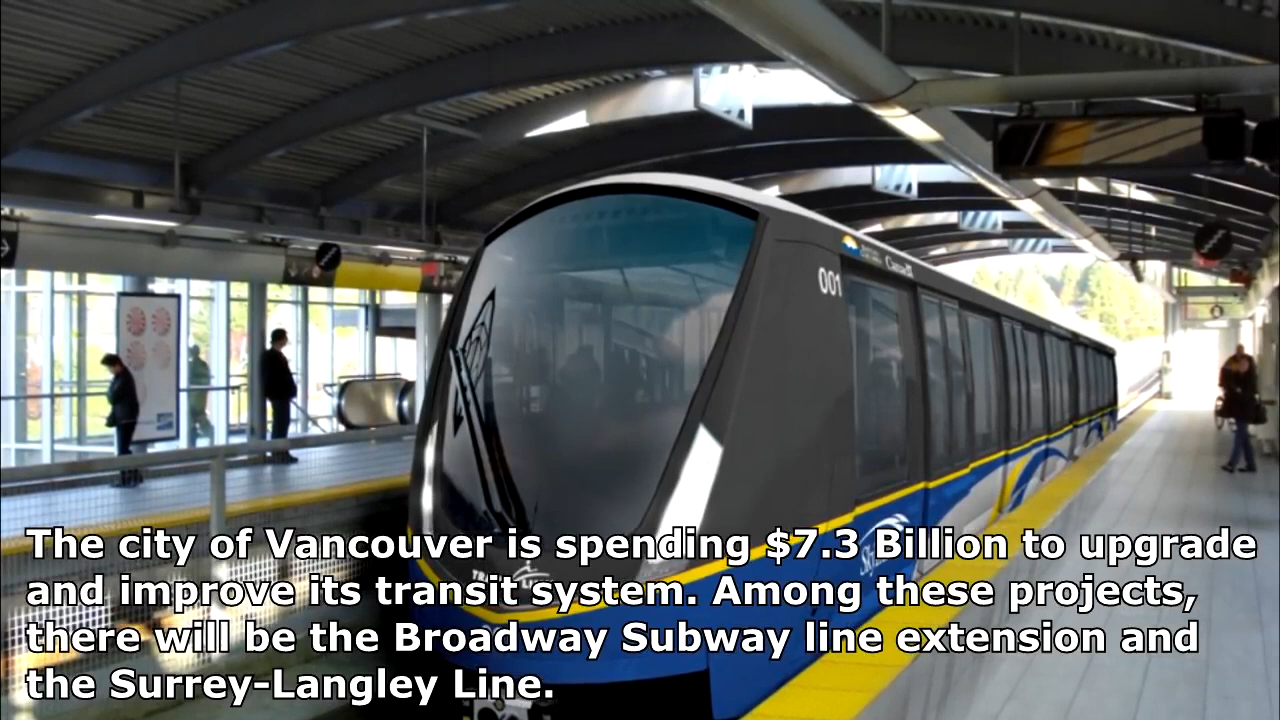 001
Canada
The city of Vancouver is spending $7.3 Billion to upgrade
and improve its transit system. Among these projects,
there will be the Broadway Subway line extension and
the Surrey-Langley Line.